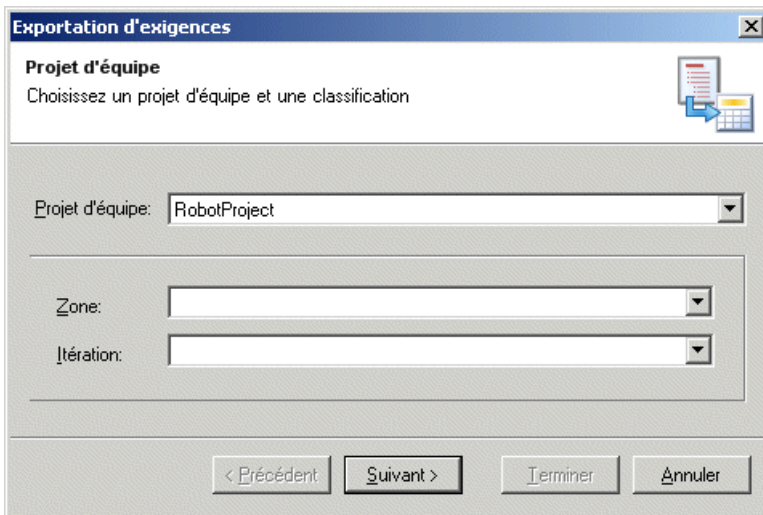 Exportation d'exigences
Projet d'équipe
Choisissez un projet d'équipe et une classification
Projet d'équipe: RobotProject
Zone:
Itération:
< Précédent Suivant > Terminer Annuler